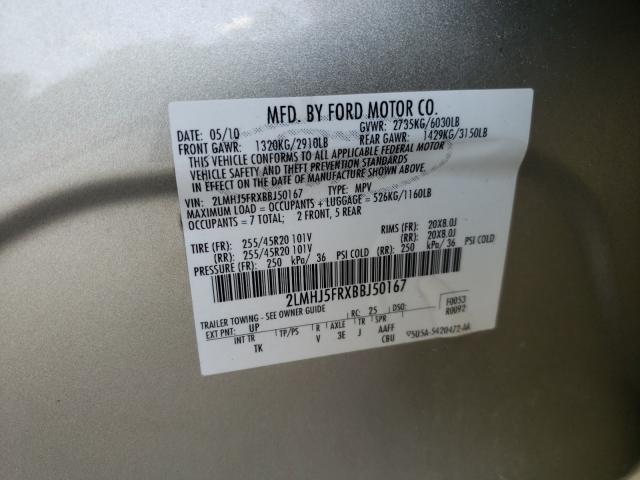 MFD. BY FORD MOTOR CO.
DATE: 05/10 GVWR: 2735KG/6030LB
FRONT GAWR: 1320KG/2910LB REAR GAWR: 1429KG/3150LB
THIS VEHICLE CONFORMS TO ALL APPLICABLE FEDERAL MOTOR
VEHICLE SAFETY AND THEFT PREVENTION STANDARDS
IN EFFECT ON THE DATE OF MANUFACTURE SHOWN ABOVE.
VIN: 2LMHJ5FRXBBJ50167 TYPE: MPV
MAXIMUM LOAD = OCCUPANTS + LUGGAGE = 526KG/1160LB
OCCUPANTS = 7 TOTAL; 2 FRONT, 5 REAR
TIRE (FR): 255/45R20 101V RIMS (FR): 20X8.0J
(RR): 255/45R20 101V (RR): 20X8.0J
PRESSURE (FR): 250 kPa/ 36 PSI COLD (RR) 250 kPa/ 36 PSI COLD
2LMHJ5FRXBBJ50167
TRAILER TOWING - SEE OWNER GUIDE RC: 25 DSO: F0053
EXT PNT: UP R0092
INT TR TP/PS R AXLE TR SPR
TK V 3E J AAFF
CBU 5U5A-5420472-AA